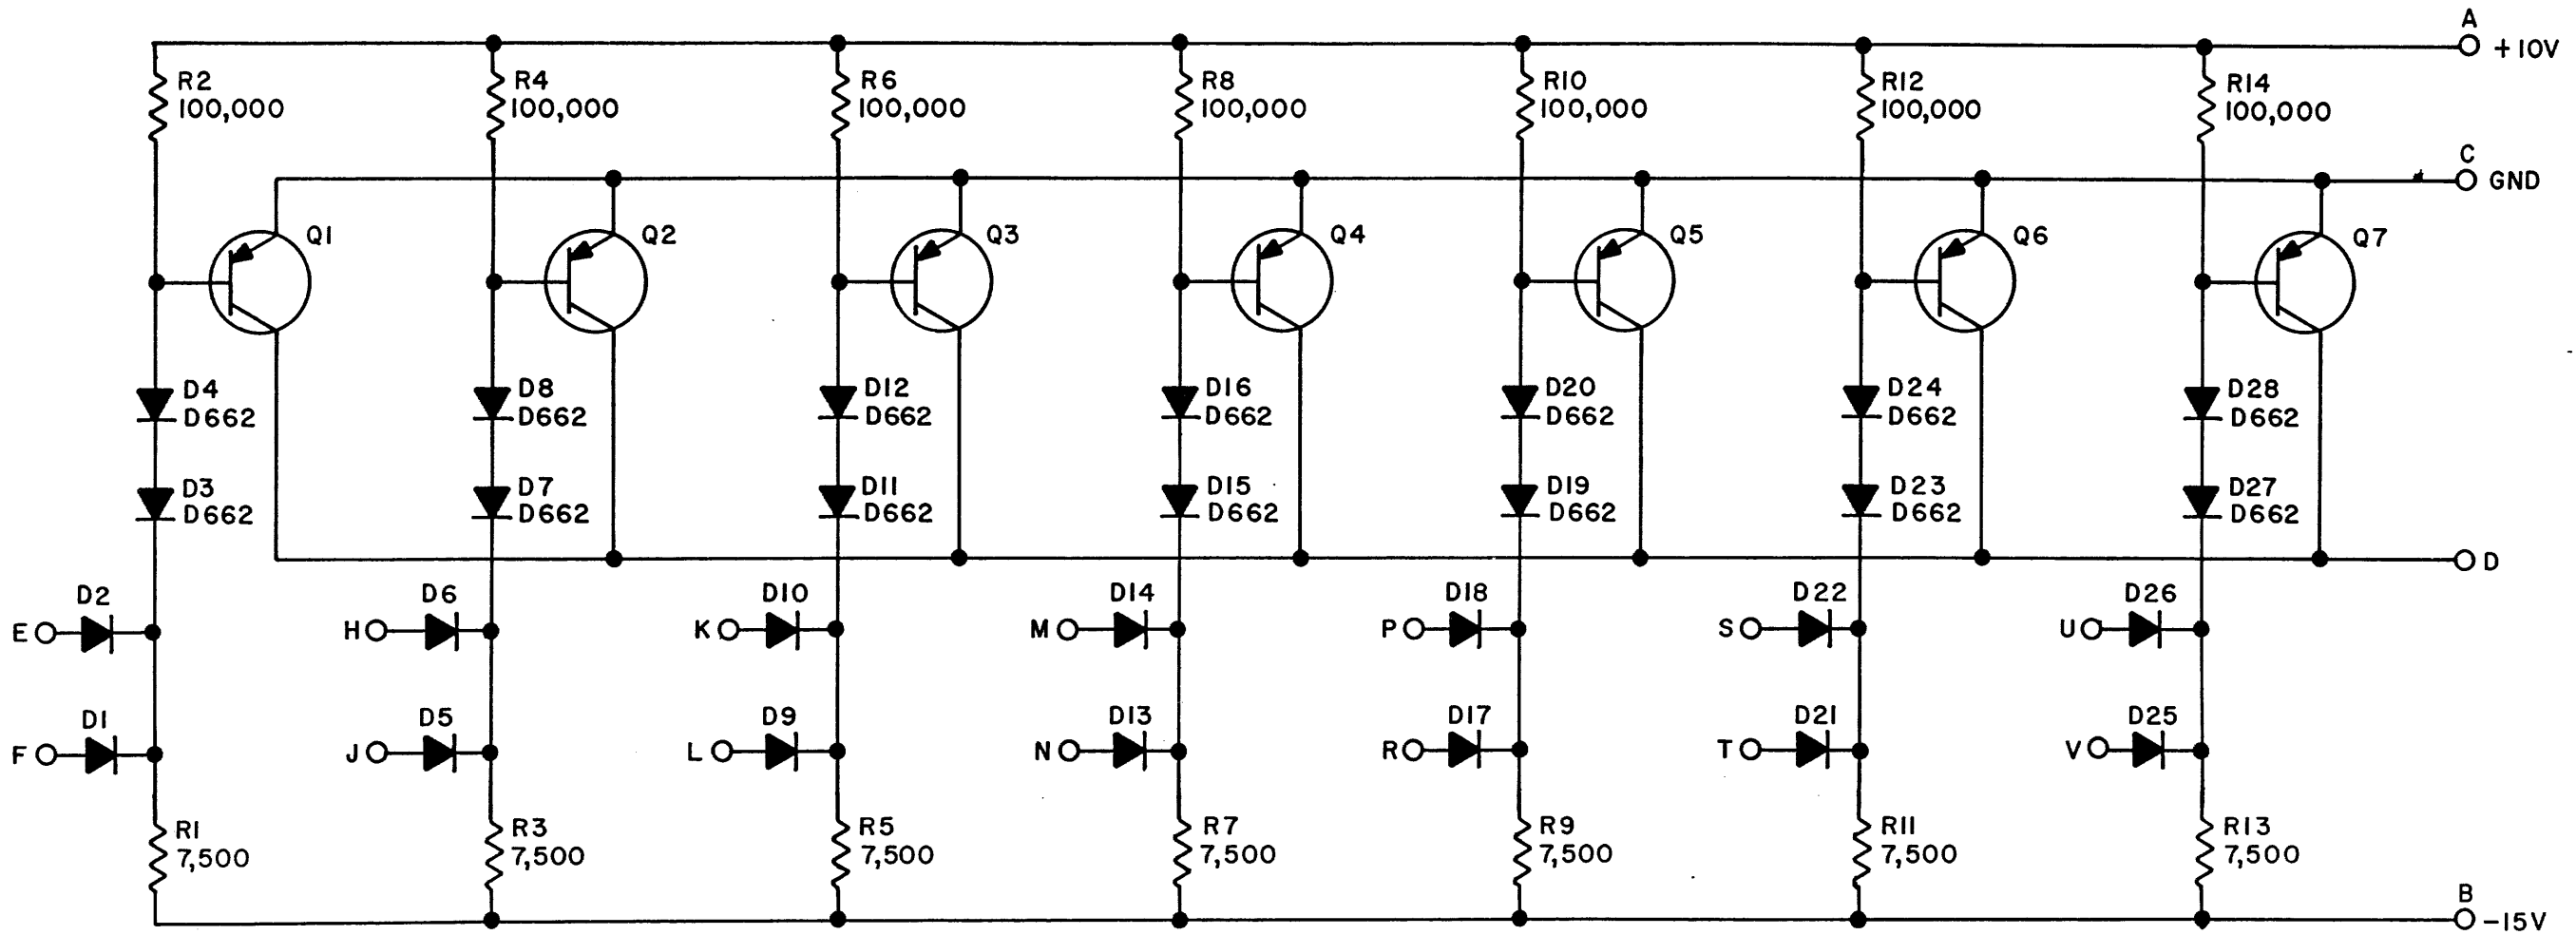 A
+10V
R2
100,000
R4
100,000
R6
100,000
R8
100,000
R10
100,000
R12
100,000
R14
100,000
C
GND
Q1
Q2
Q3
Q4
Q5
Q6
Q7
D4
D662
D8
D662
D12
D662
D16
D662
D20
D662
D24
D662
D28
D662
D3
D662
D7
D662
D11
D662
D15
D662
D19
D662
D23
D662
D27
D662
D
D2
D6
D10
D14
D18
D22
D26
E
H
K
M
P
S
U
D1
D5
D9
D13
D17
D21
D25
F
J
L
N
R
T
V
R1
7,500
R3
7,500
R5
7,500
R7
7,500
R9
7,500
R11
7,500
R13
7,500
B
-15V